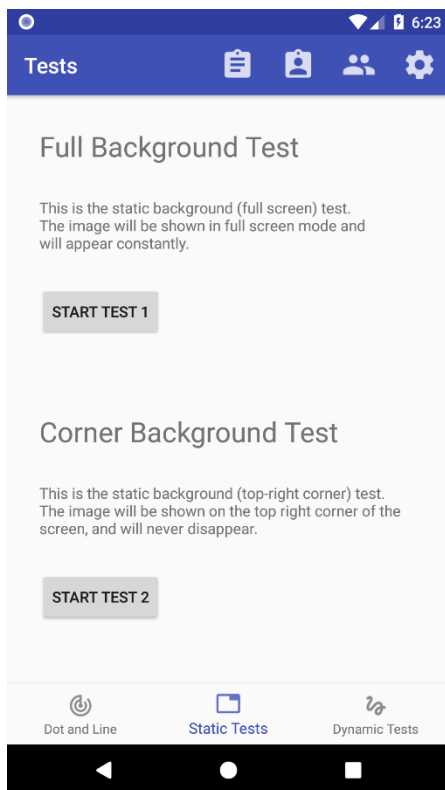 6:23
Tests
Full Background Test
This is the static background (full screen) test.
The image will be shown in full screen mode and
will appear constantly.
START TEST 1
Corner Background Test
This is the static background (top-right corner) test.
The image will be shown on the top right corner of the
screen, and will never disappear.
START TEST 2
Dot and Line
Static Tests
Dynamic Tests